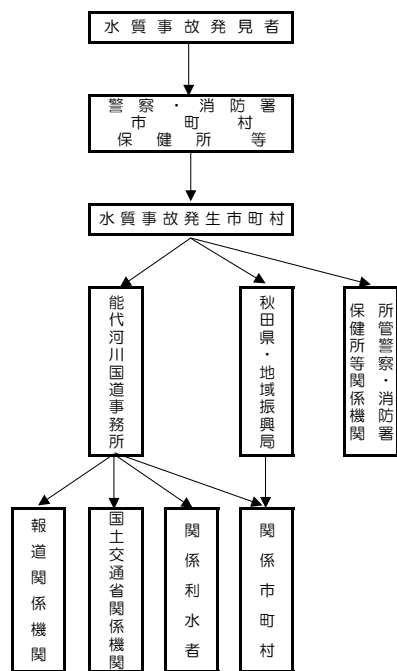 水質事故発見者
警察・消防署
市町村
保健所等
水質事故発生市町村
能代河川国道事務所
秋田県・地域振興局
所管警察・消防署
保健所等関係機関
報道関係機関
国土交通省関係機関
関係利水者
関係市町村